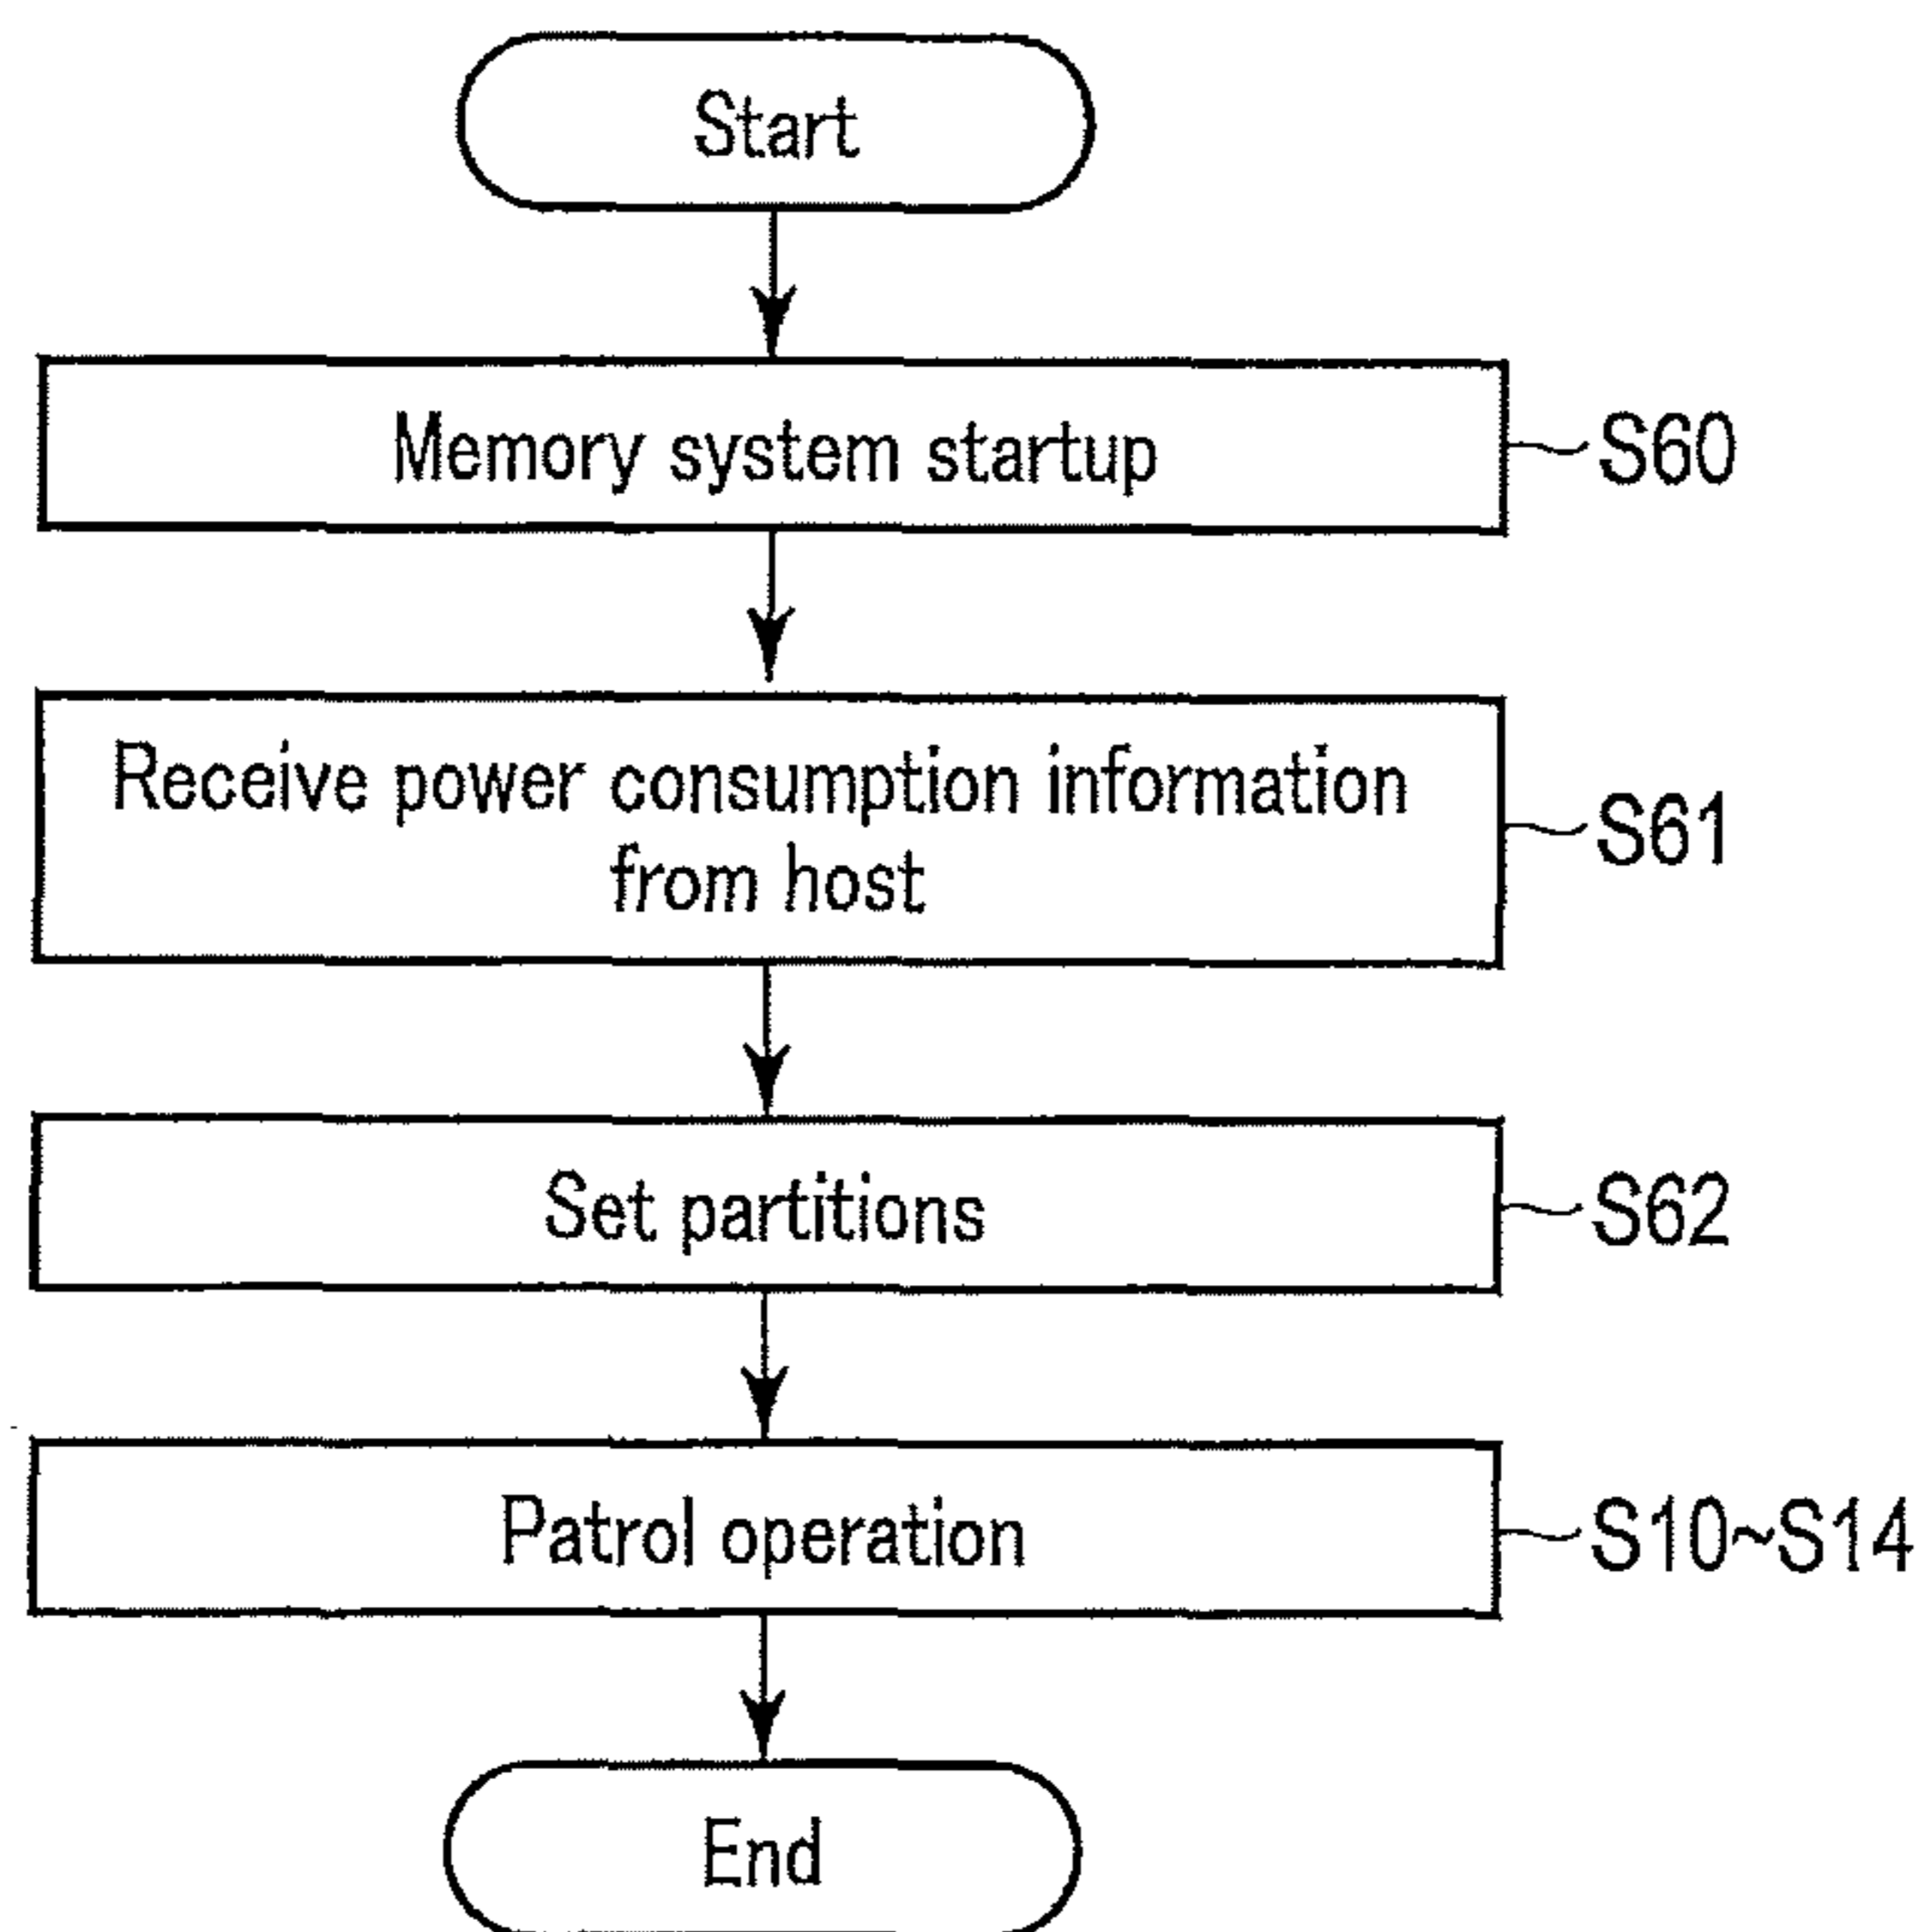 Start
Memory system startup
S60
Receive power consumption information
from host
S61
Set partitions
S62
Patrol operation
S10~S14
End